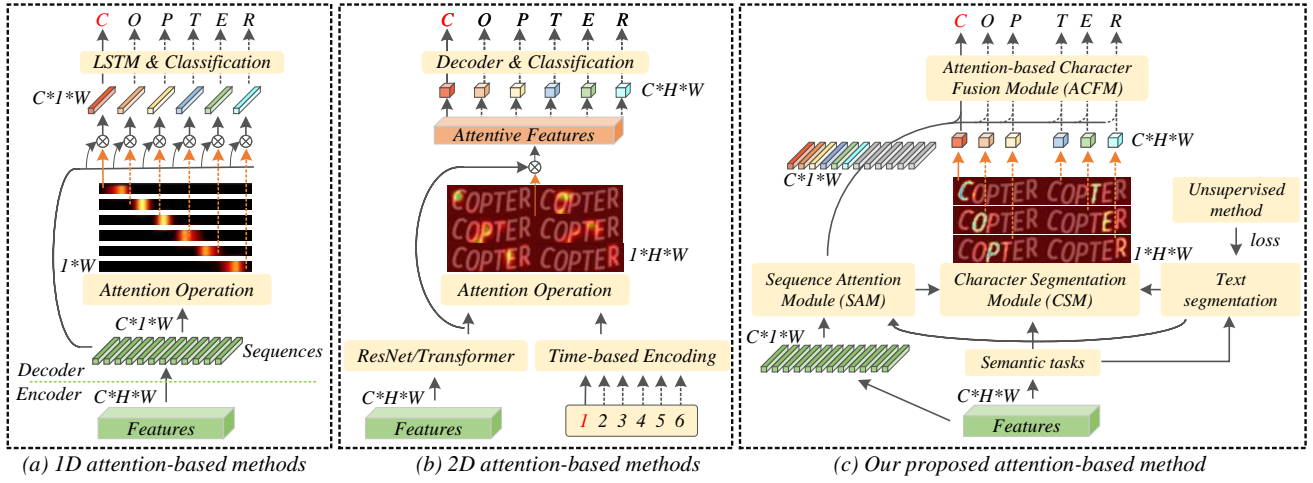 C O P T E R
LSTM & Classification
C*1*W
1*W
Attention Operation
C*1*W
Sequences
Decoder
Encoder
C*H*W
Features
(a) 1D attention-based methods
C O P T E R
Decoder & Classification
C*H*W
Attentive Features
COPTER COPTER
COPTER COPTER
COPTER COPTER
1*H*W
Attention Operation
ResNet/Transformer
Time-based Encoding
C*H*W
Features
1 2 3 4 5 6
(b) 2D attention-based methods
C O P T E R
Attention-based Character
Fusion Module (ACFM)
C*H*W
C*1*W
COPTER COPTER
COPTER COPTER
COPTER COPTER
1*H*W
Unsupervised
method
loss
Sequence Attention
Module (SAM)
Character Segmentation
Module (CSM)
Text
segmentation
C*1*W
Semantic tasks
C*H*W
Features
(c) Our proposed attention-based method